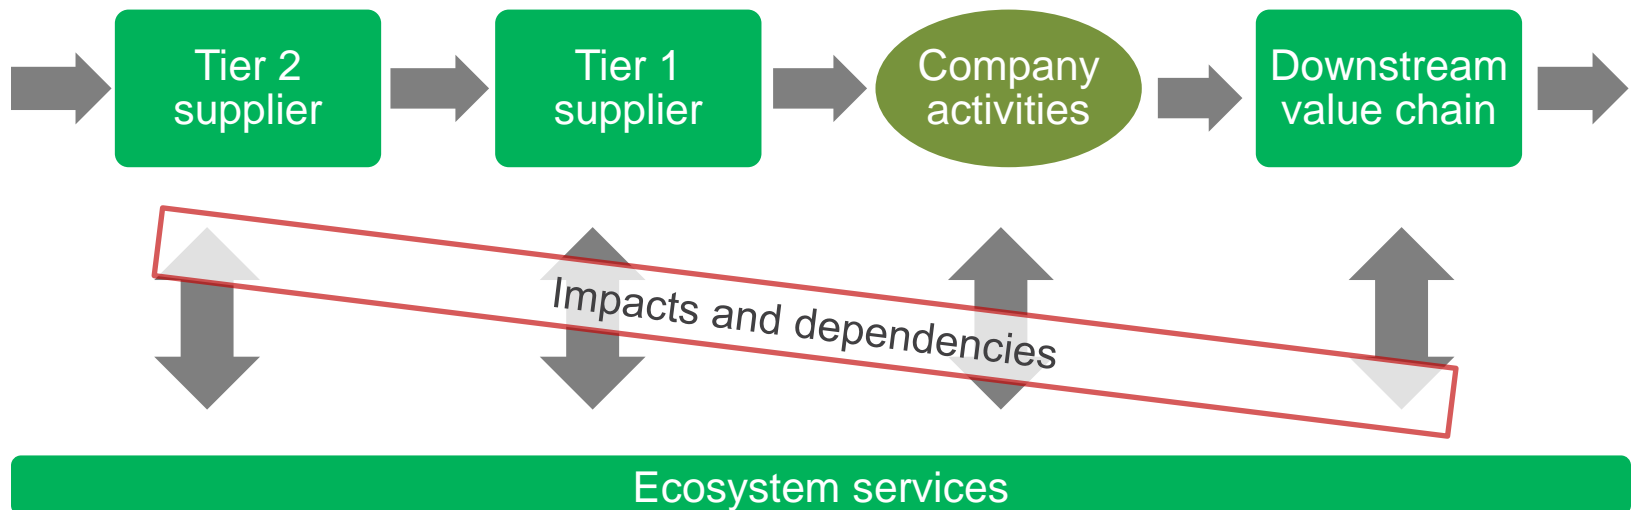 Tier 2
supplier
Tier 1
supplier
Company
activities
Downstream
value chain
Impacts and dependencies
Ecosystem services